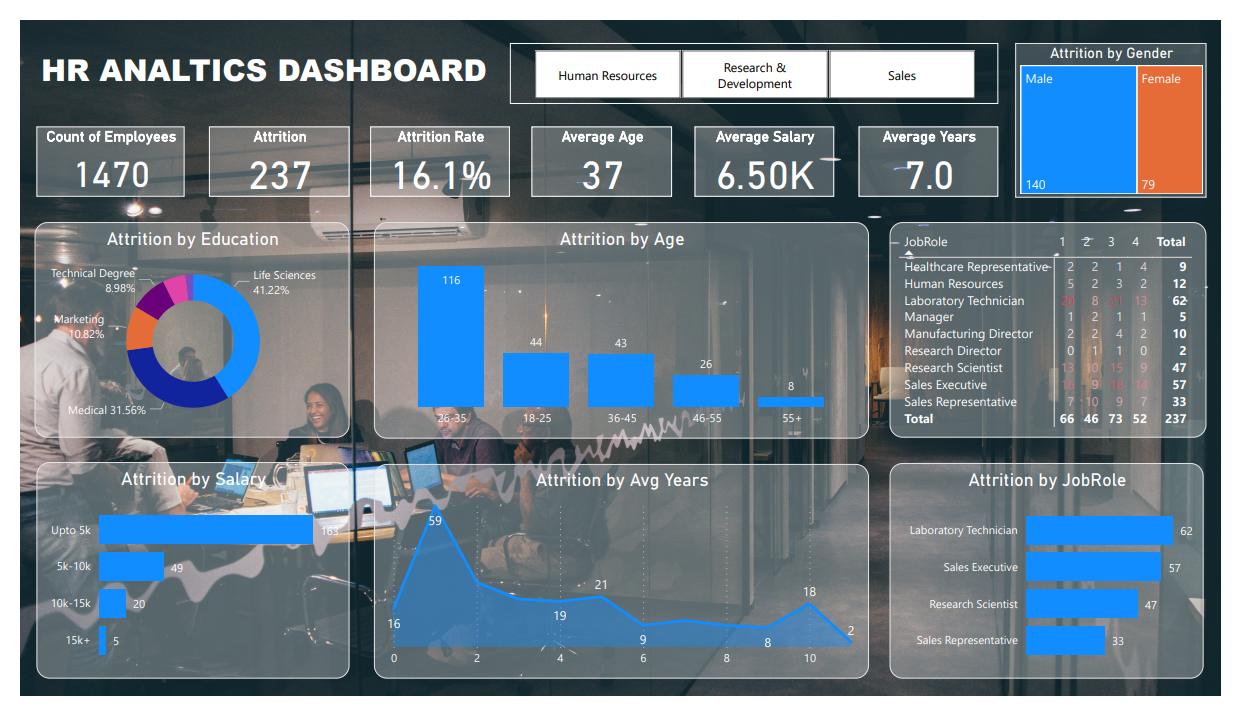 HR ANALTICS DASHBOARD
Human Resources
Research &
Development
Sales
Attrition by Gender
Male
Female
140
79
Count of Employees
1470
Attrition
237
Attrition Rate
16.1%
Average Age
37
Average Salary
6.50K
Average Years
7.0
Attrition by Education
Technical Degree
8.98%
Life Sciences
41.22%
Marketing
10.82%
Medical 31.56%
Attrition by Age
116
44
43
26
8
26-35
18-25
36-45
46-55
55+
JobRole 1 2 3 4 Total
Healthcare Representative 2 2 1 4 9
Human Resources 5 2 3 2 12
Laboratory Technician 20 8 21 13 62
Manager 1 2 1 1 5
Manufacturing Director 2 2 4 2 10
Research Director 0 1 1 0 2
Research Scientist 13 10 15 9 47
Sales Executive 16 9 18 14 57
Sales Representative 7 10 9 7 33
Total 66 46 73 52 237
Attrition by Salary
Upto 5k 163
5k-10k 49
10k-15k 20
15k+ 5
Attrition by Avg Years
59
16
19
21
9
8
18
2
0 2 4 6 8 10
Attrition by JobRole
Laboratory Technician 62
Sales Executive 57
Research Scientist 47
Sales Representative 33